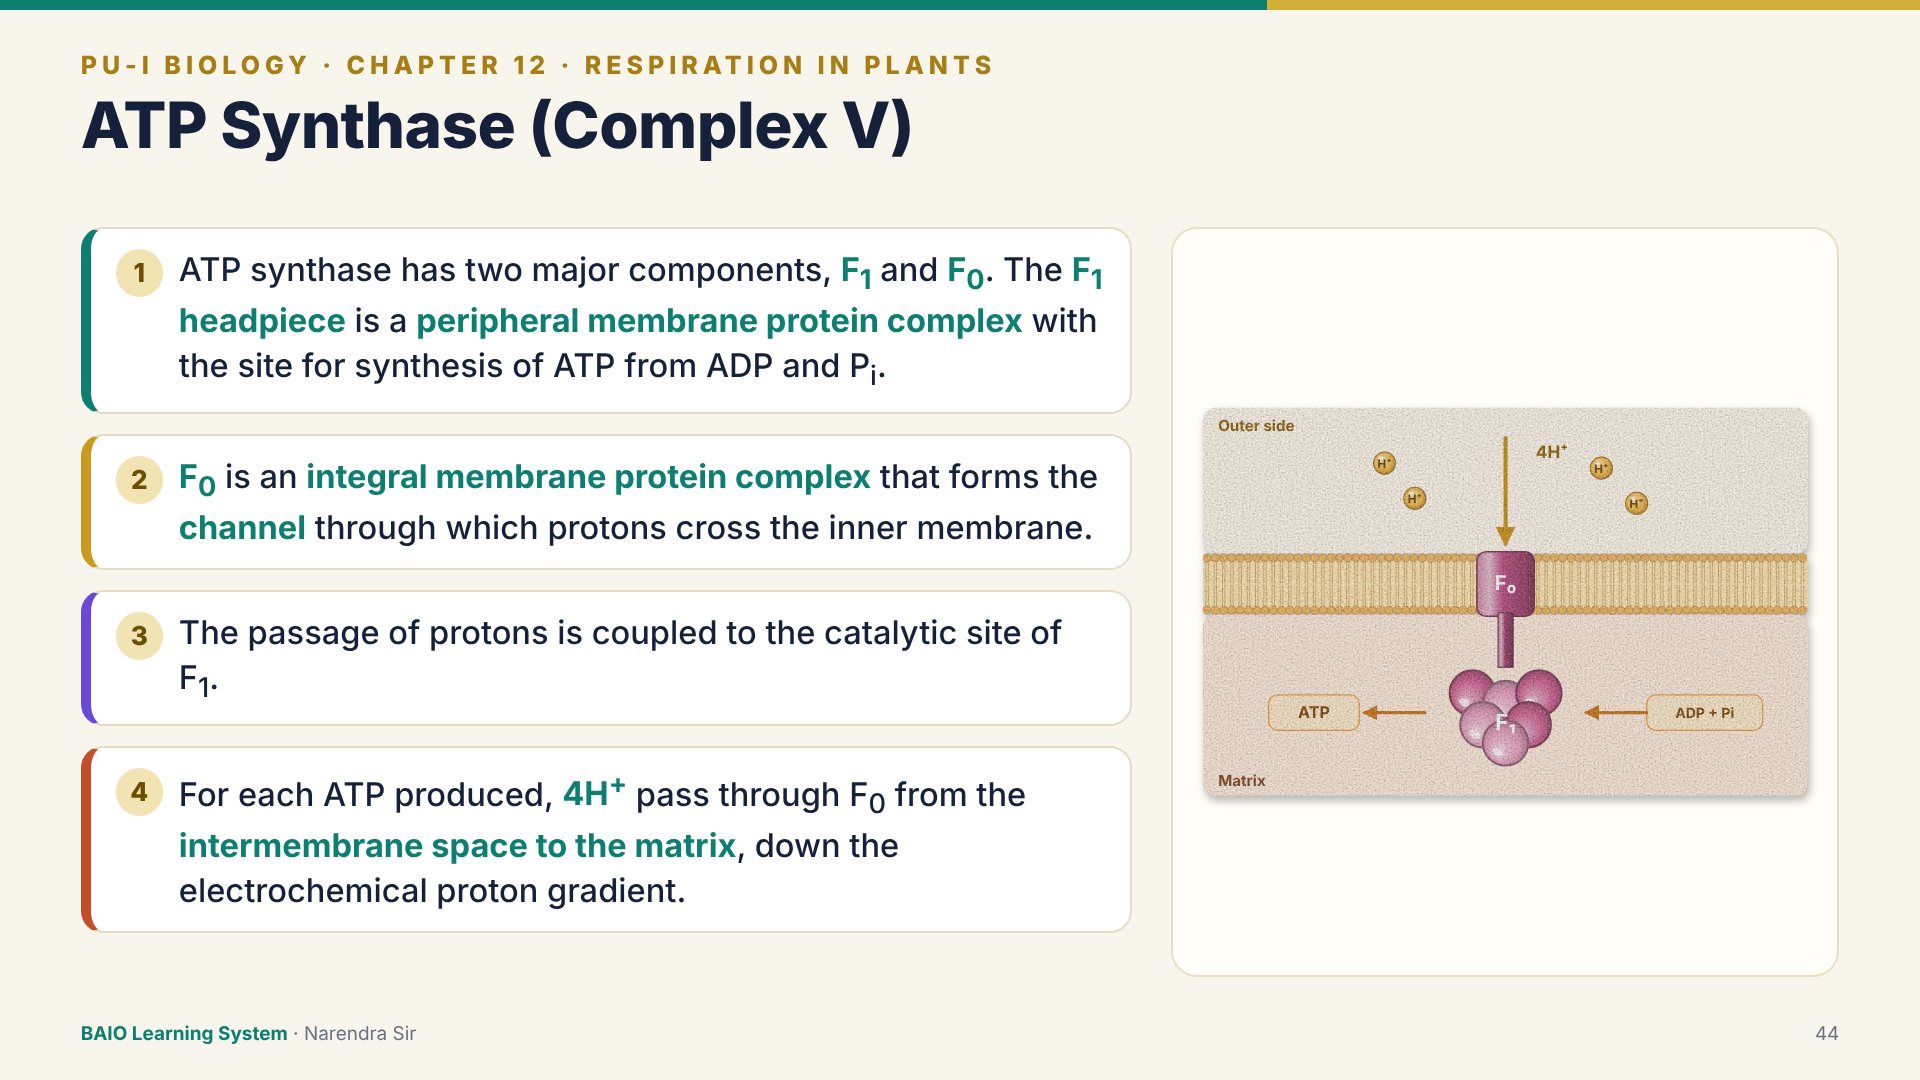 PU-I BIOLOGY · CHAPTER 12 · RESPIRATION IN PLANTS
ATP Synthase (Complex V)
1
ATP synthase has two major components, F₁ and F₀. The F₁
headpiece is a peripheral membrane protein complex with
the site for synthesis of ATP from ADP and Pᵢ.
2
F₀ is an integral membrane protein complex that forms the
channel through which protons cross the inner membrane.
3
The passage of protons is coupled to the catalytic site of
F₁.
4
For each ATP produced, 4H⁺ pass through F₀ from the
intermembrane space to the matrix, down the
electrochemical proton gradient.
Outer side
4H⁺
H⁺
H⁺
H⁺
H⁺
F₀
F₁
ATP
ADP + Pi
Matrix
BAIO Learning System · Narendra Sir
44